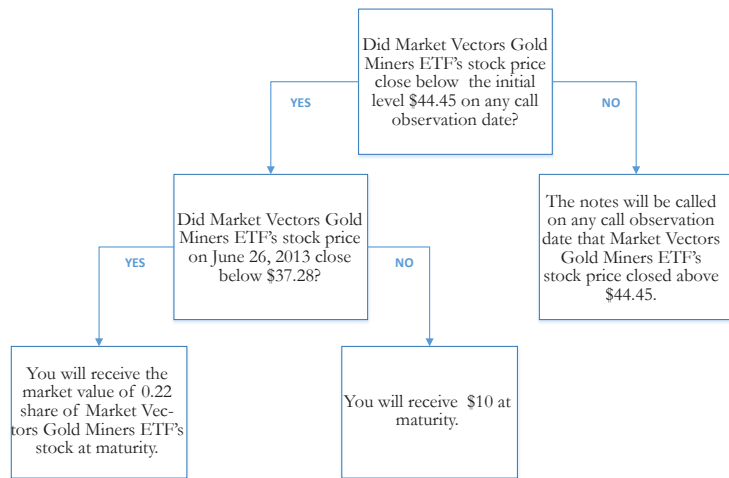 Did Market Vectors Gold
Miners ETF's stock price
close below the initial
level $44.45 on any call
observation date?
YES
NO
Did Market Vectors Gold
Miners ETF's stock price
on June 26, 2013 close
below $37.28?
The notes will be called
on any call observation
date that Market Vectors
Gold Miners ETF's
stock price closed above
$44.45.
YES
NO
You will receive the
market value of 0.22
share of Market Vec-
tors Gold Miners ETF's
stock at maturity.
You will receive $10 at
maturity.